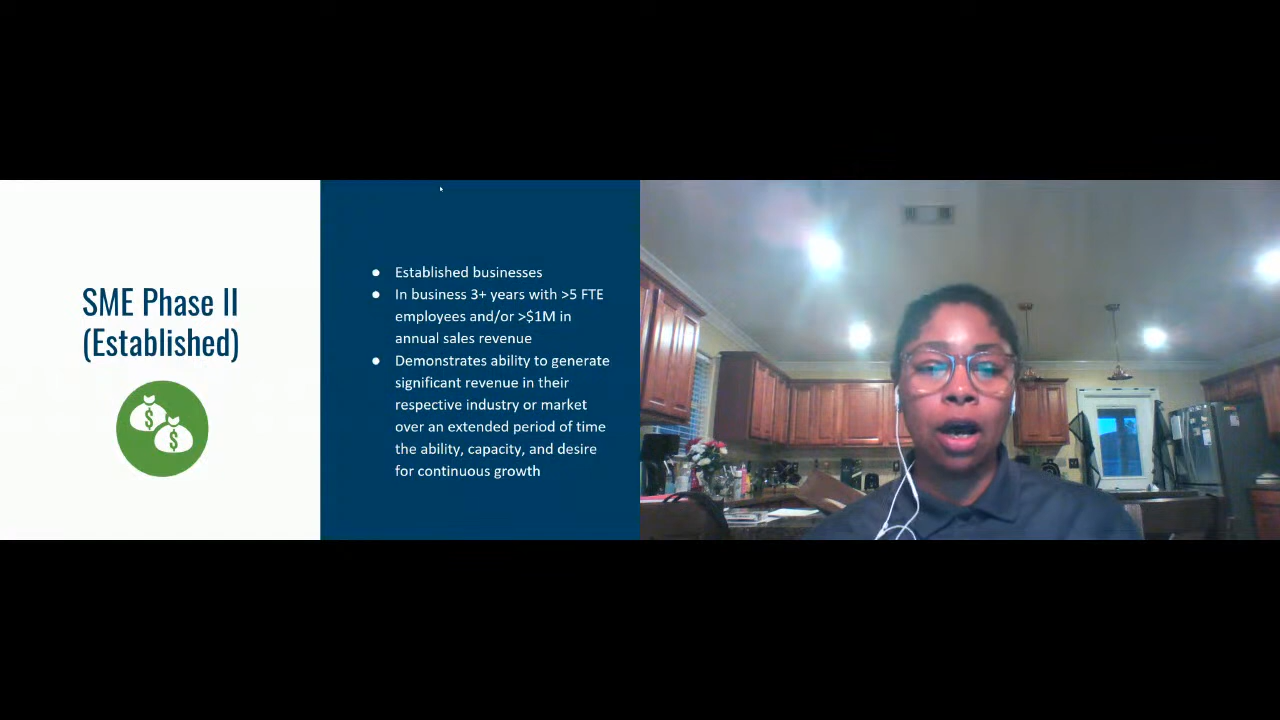 SME Phase II
(Established)
$
$
● Established businesses
● In business 3+ years with >5 FTE
employees and/or >$1M in
annual sales revenue
● Demonstrates ability to generate
significant revenue in their
respective industry or market
over an extended period of time
the ability, capacity, and desire
for continuous growth